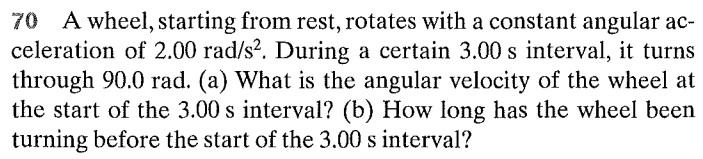 70 A wheel, starting from rest, rotates with a constant angular ac-
celeration of 2.00 rad/s². During a certain 3.00 s interval, it turns
through 90.0 rad. (a) What is the angular velocity of the wheel at
the start of the 3.00 s interval? (b) How long has the wheel been
turning before the start of the 3.00 s interval?